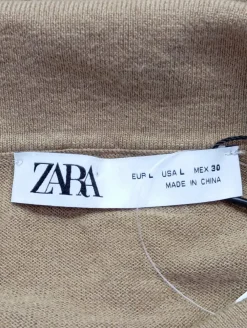 ZARA
EUR L USA L MEX 30
MADE IN CHINA